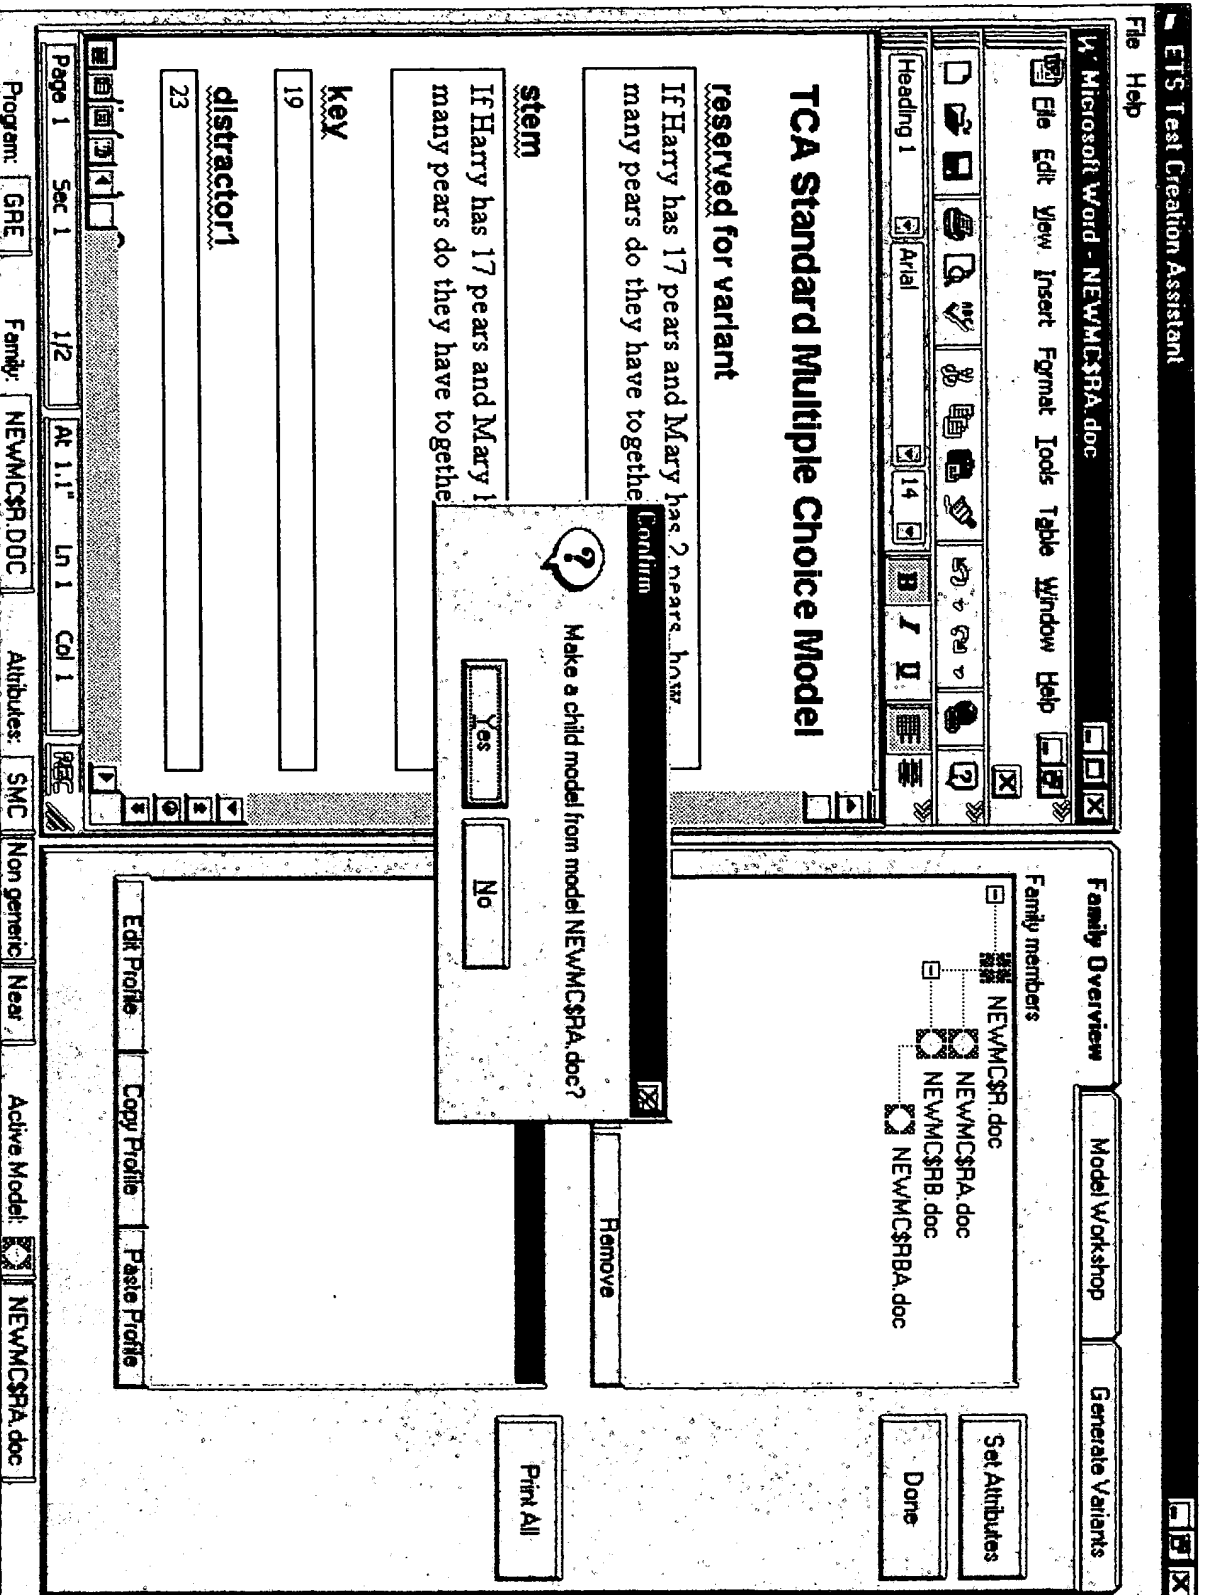 ETS Test Creation Assistant
File Help
Microsoft Word - NEWMC$RA.doc
File Edit View Insert Format Tools Table Window Help
Heading 1 Arial 14 B I U
TCA Standard Multiple Choice Model
reserved for variant
If Harry has 17 pears and Mary has 2 pears, how
many pears do they have togethe
stem
If Harry has 17 pears and Mary h
many pears do they have togethe
key
19
distractor1
23
Page 1 Sec 1 1/2 At 1.1" Ln 1 Col 1 REC
Family Overview Model Workshop Generate Variants
Family members
NEWMC$R.doc
NEWMC$RA.doc
NEWMC$RB.doc
NEWMC$RBA.doc
Set Attributes
Done
Remove
Print All
Edit Profile Copy Profile Paste Profile
Confirm
Make a child model from model NEWMC$RA.doc?
Yes No
Program: GRE Family: NEWMC$R.DOC Attributes: SMC Non generic Near Active Model: NEWMC$RA.doc